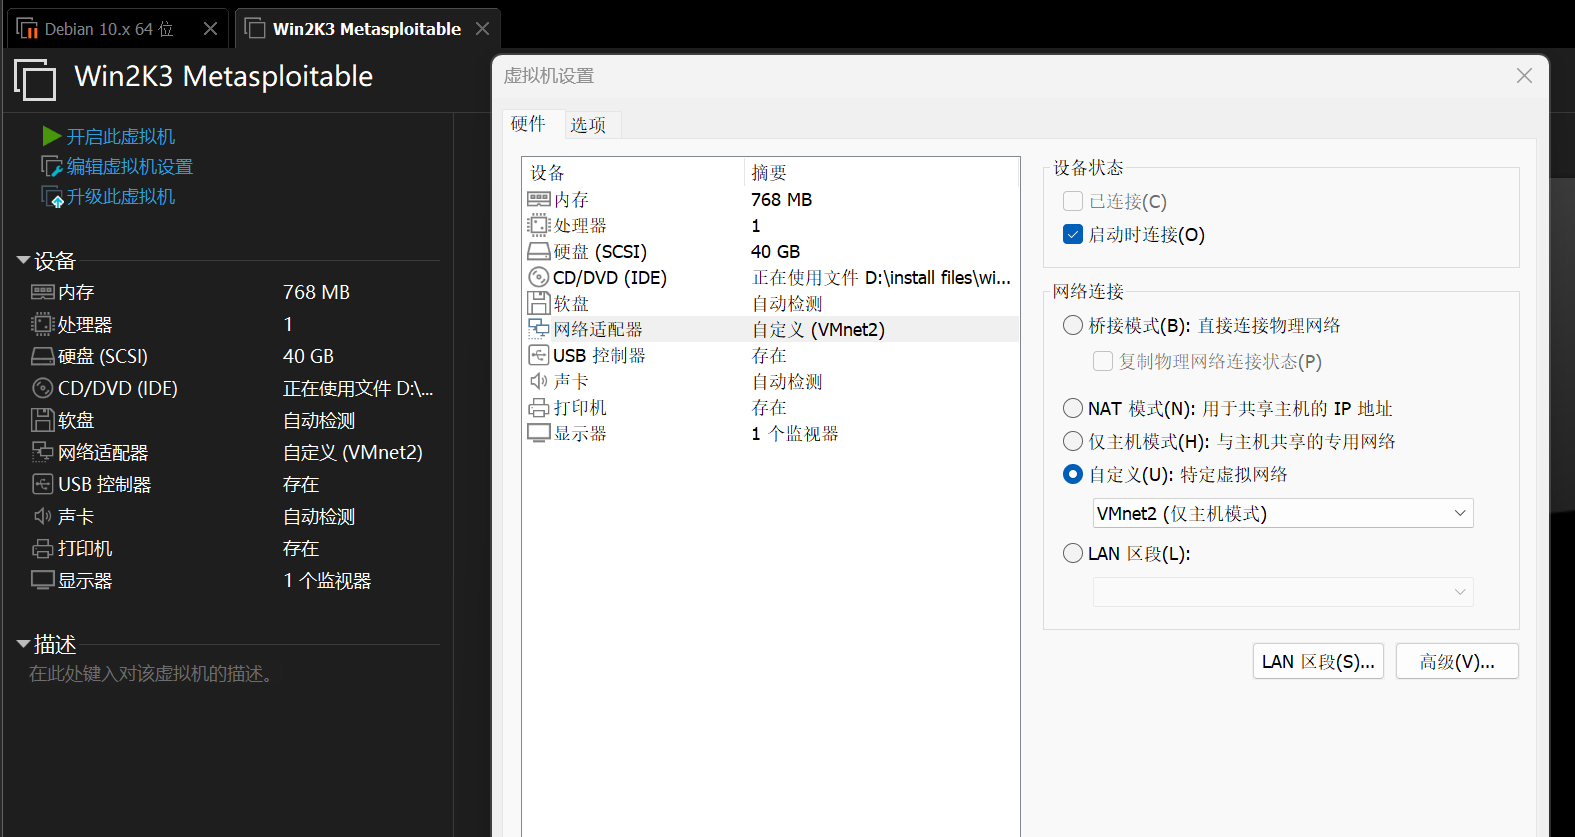 Debian 10.x 64 位
Win2K3 Metasploitable
Win2K3 Metasploitable
开启此虚拟机
编辑虚拟机设置
升级此虚拟机
设备
内存 768 MB
处理器 1
硬盘 (SCSI) 40 GB
CD/DVD (IDE) 正在使用文件 D:\...
软盘 自动检测
网络适配器 自定义 (VMnet2)
USB 控制器 存在
声卡 自动检测
打印机 存在
显示器 1 个监视器
描述
在此处键入对该虚拟机的描述。
虚拟机设置
硬件 选项
设备 摘要
内存 768 MB
处理器 1
硬盘 (SCSI) 40 GB
CD/DVD (IDE) 正在使用文件 D:\install files\wi...
软盘 自动检测
网络适配器 自定义 (VMnet2)
USB 控制器 存在
声卡 自动检测
打印机 存在
显示器 1 个监视器
设备状态
已连接(C)
启动时连接(O)
网络连接
桥接模式(B): 直接连接物理网络
复制物理网络连接状态(P)
NAT 模式(N): 用于共享主机的 IP 地址
仅主机模式(H): 与主机共享的专用网络
自定义(U): 特定虚拟网络
VMnet2 (仅主机模式)
LAN 区段(L):
LAN 区段(S)... 高级(V)...